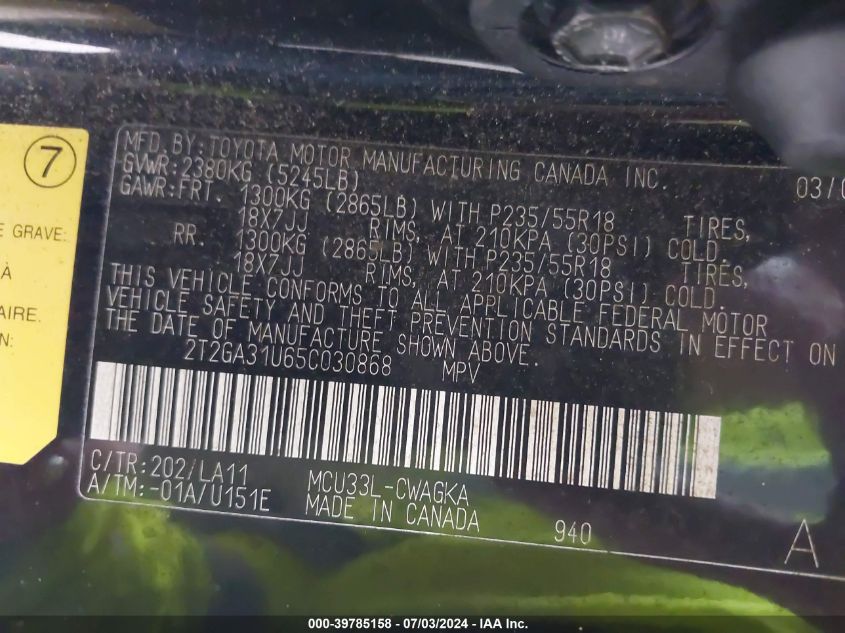 7
E GRAVE:
À
AIRE.
N:
MFD. BY: TOYOTA MOTOR MANUFACTURING CANADA INC. 03/0
GVWR: 2380KG (5245LB)
GAWR: FRT. 1300KG (2865LB) WITH P235/55R18 TIRES,
18X7JJ RIMS, AT 210KPA (30PSI) COLD.
RR. 1300KG (2865LB) WITH P235/55R18 TIRES,
18X7JJ RIMS, AT 210KPA (30PSI) COLD.
THIS VEHICLE CONFORMS TO ALL APPLICABLE FEDERAL MOTOR
VEHICLE SAFETY AND THEFT PREVENTION STANDARDS IN EFFECT ON
THE DATE OF MANUFACTURE SHOWN ABOVE.
2T2GA31U65C030868 MPV
C/TR: 202/LA11 MCU33L-CWAGKA
A/TM: -01A/U151E MADE IN CANADA 940 A
000-39785158 - 07/03/2024 - IAA Inc.